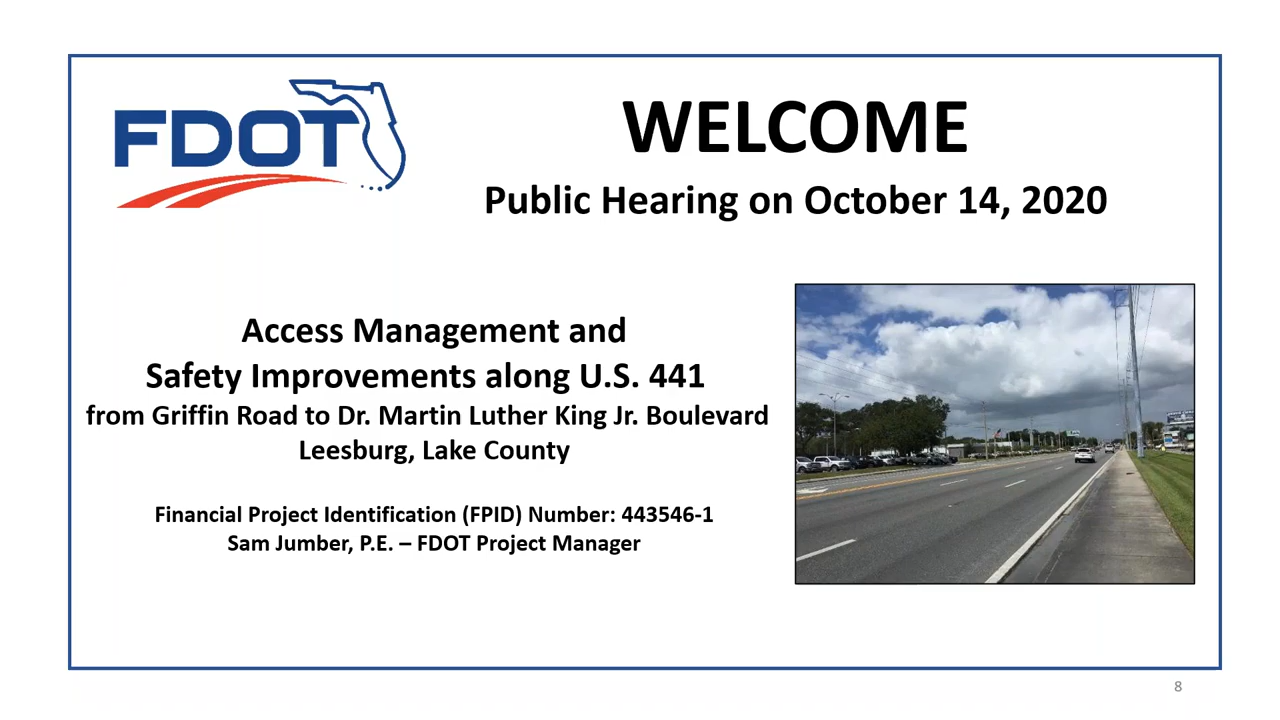 FDOT
WELCOME
Public Hearing on October 14, 2020
Access Management and
Safety Improvements along U.S. 441
from Griffin Road to Dr. Martin Luther King Jr. Boulevard
Leesburg, Lake County
Financial Project Identification (FPID) Number: 443546-1
Sam Jumber, P.E. – FDOT Project Manager
8